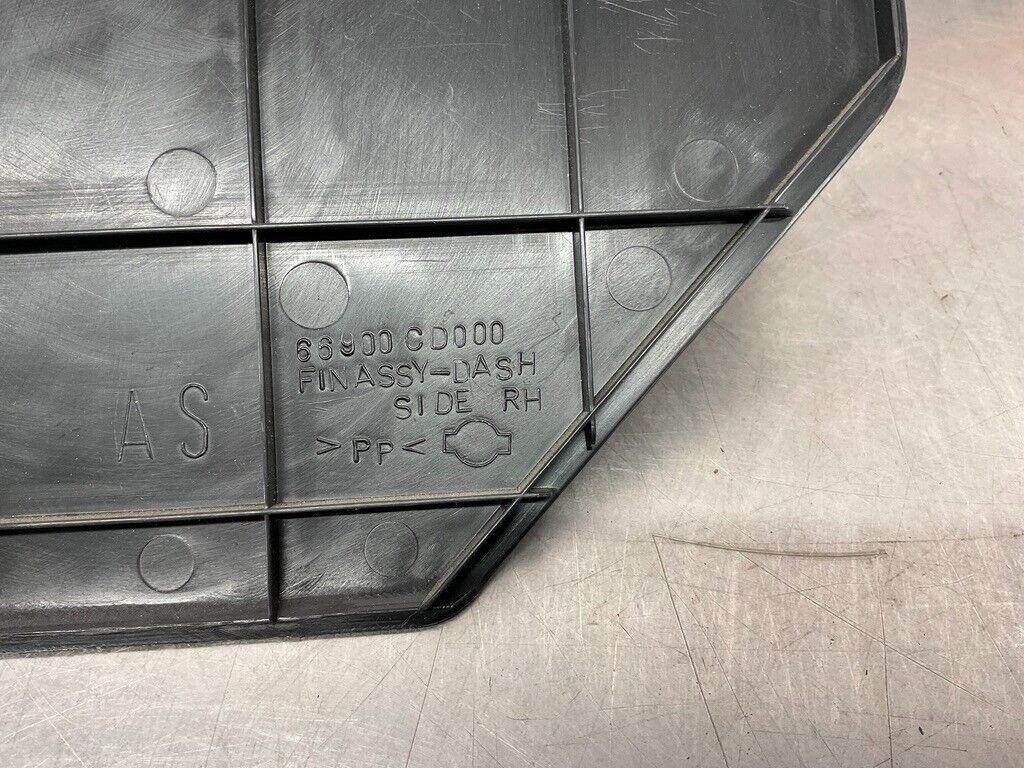 66900 CD000
FINASSY-DASH
SIDE RH
>PP<
AS